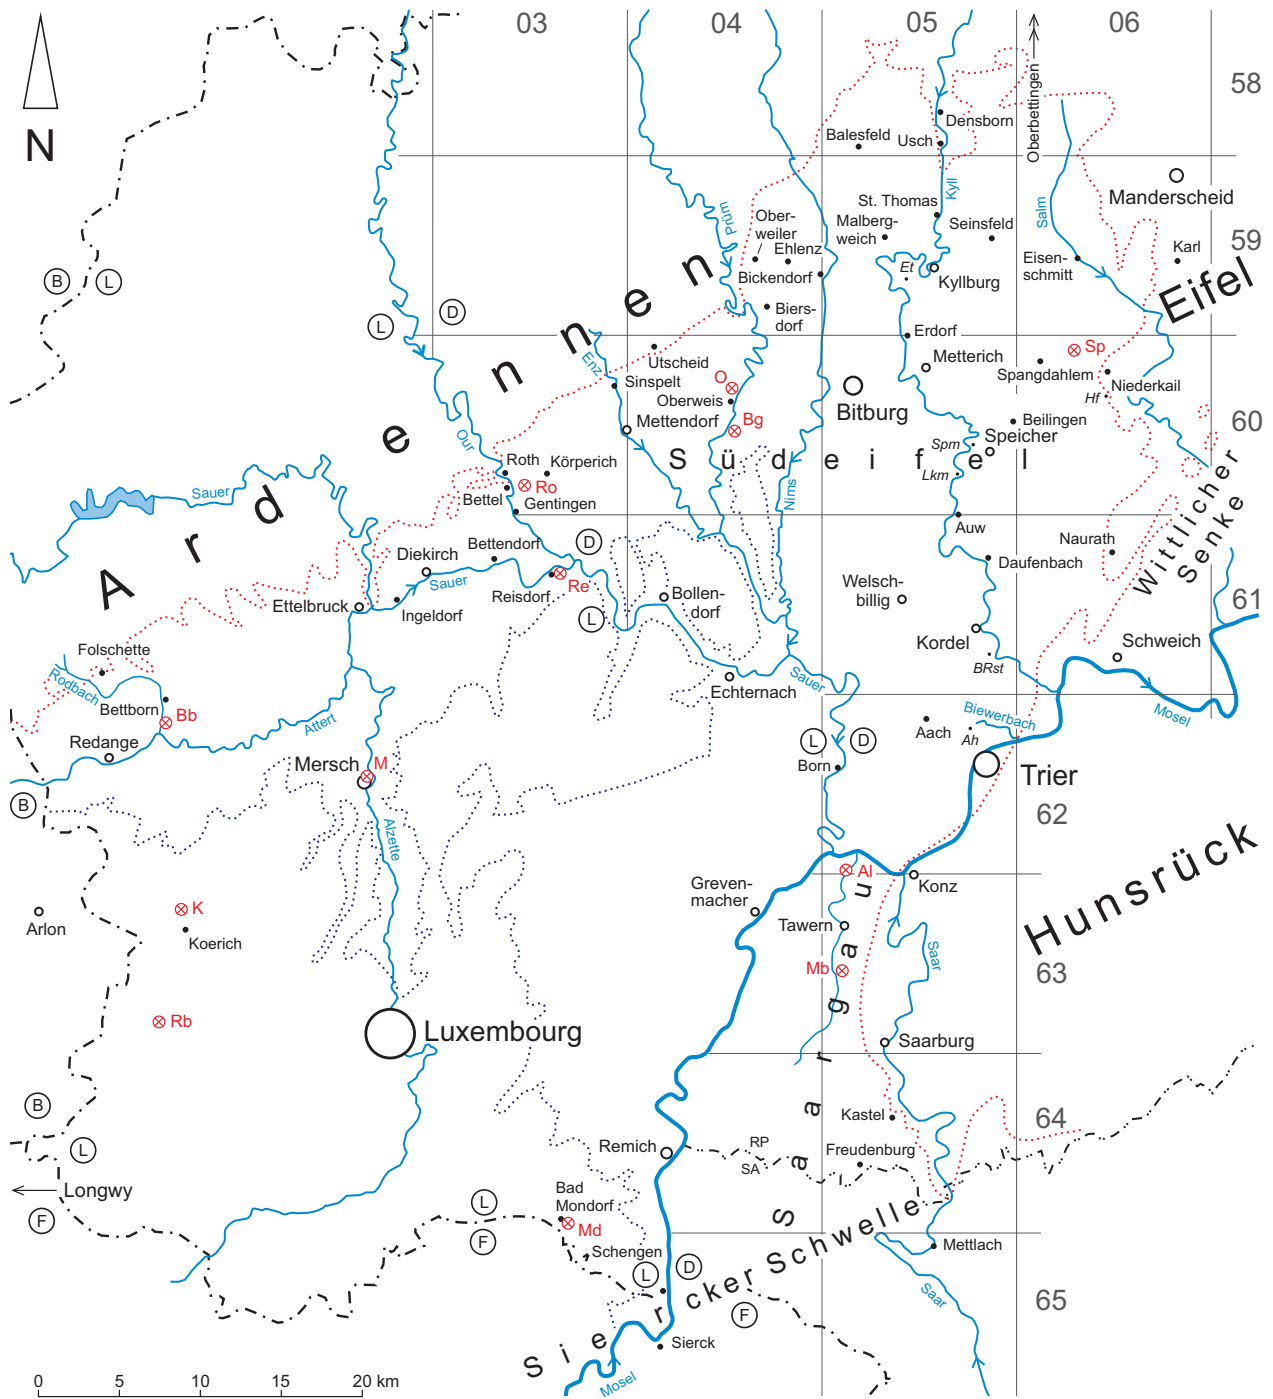 03
04
05
06
58
59
60
61
62
63
64
65
N
Oberbettingen
Densborn
Balesfeld
Usch
Kyll
Salm
Manderscheid
St. Thomas
Malberg-
weich
Seinsfeld
Prüm
Ober-
weiler
Ehlenz
Bickendorf
Et
Kyllburg
Eisen-
schmitt
Karl
Eifel
B
L
L
D
Biers-
dorf
Erdorf
Metterich
Sp
Spangdahlem
Niederkail
Hf
Ardennen
Enz
Utscheid
Sinspelt
O
Oberweis
Mettendorf
Bg
Bitburg
Beilingen
Spm
Speicher
Südeifel
Lkm
Our
Roth
Körperich
Ro
Bettel
Gentingen
Nims
Sauer
Auw
Daufenbach
Naurath
Wittlicher
Senke
Diekirch
Bettendorf
D
Sauer
Reisdorf
Re
L
Bollen-
dorf
Welsch-
billig
Ettelbruck
Ingeldorf
Kordel
BRst
Schweich
Folschette
Rodbach
Bettborn
Bb
Attert
Echternach
Sauer
Mosel
Redange
Biewerbach
Aach
Ah
L
D
Born
Trier
Mersch
M
B
Alzette
Hunsrück
Al
Konz
Greven-
macher
Tawern
K
Arlon
Koerich
Mb
Saar
Rb
Luxembourg
Saarburg
Saargau
B
L
Kastel
Remich
RP
SA
Freudenburg
Longwy
F
Bad
Mondorf
Md
L
F
Schengen
L
D
Mettlach
Siercker Schwelle
F
Saar
Sierck
Mosel
0
5
10
15
20 km